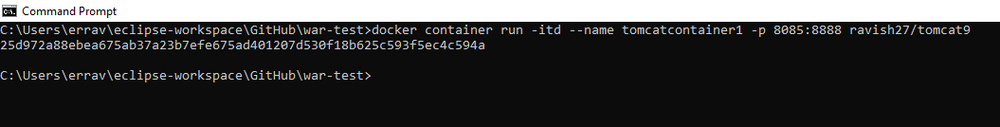 Command Prompt
C:\Users\errav\eclipse-workspace\GitHub\war-test>docker container run -itd --name tomcatcontainer1 -p 8085:8888 ravish27/tomcat9
25d972a88ebea675ab37a23b7efe675ad401207d530f18b625c593f5ec4c594a
C:\Users\errav\eclipse-workspace\GitHub\war-test>